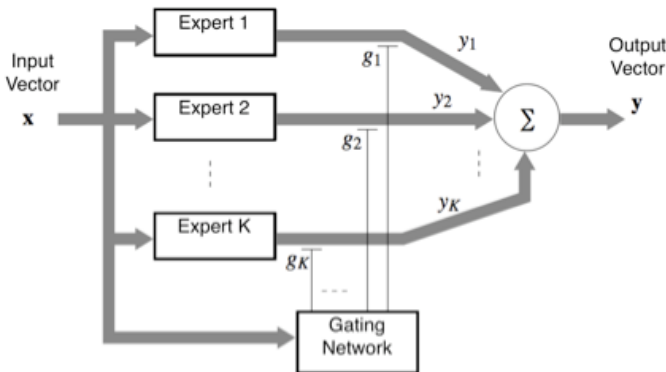 Expert 1
Input
Vector
x
g1
y1
Output
Vector
y
Expert 2
g2
y2
Σ
Expert K
gK
yK
Gating
Network